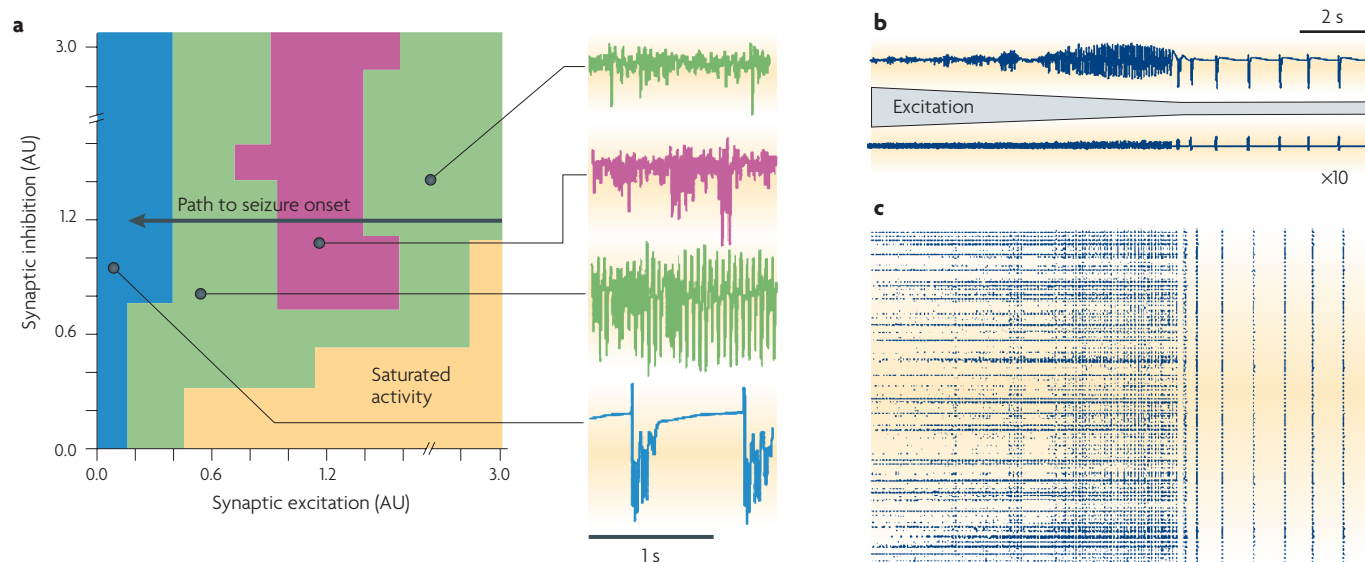 a
3.0
1.2
0.6
0.0
Synaptic inhibition (AU)
Path to seizure onset
Saturated
activity
0.0
0.6
1.2
3.0
Synaptic excitation (AU)
1 s
b
2 s
Excitation
×10
c